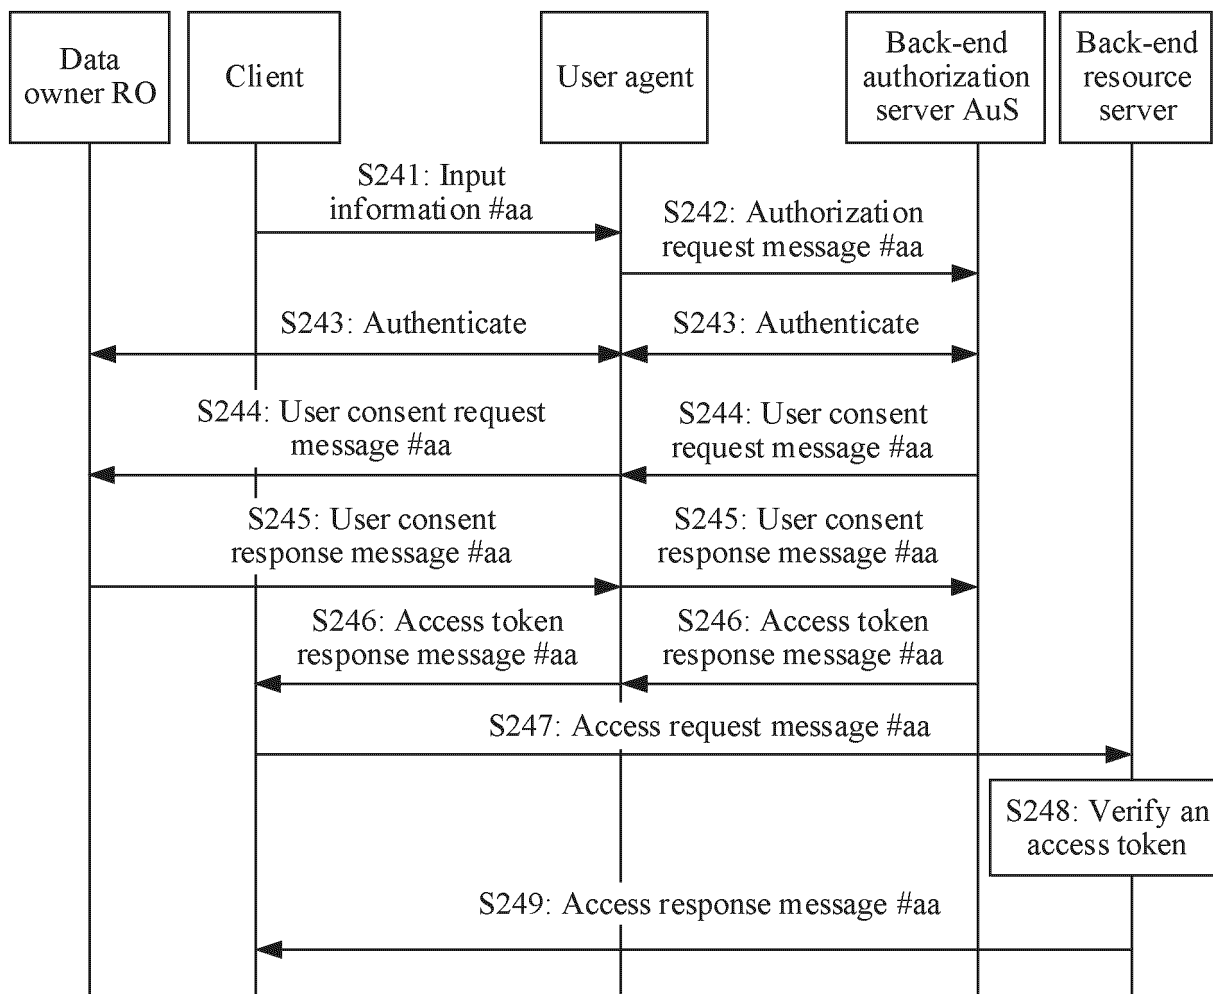 Data
owner RO
Client
User agent
Back-end
authorization
server AuS
Back-end
resource
server
S241: Input
information #aa
S242: Authorization
request message #aa
S243: Authenticate
S243: Authenticate
S244: User consent request
message #aa
S244: User consent
request message #aa
S245: User consent
response message #aa
S245: User consent
response message #aa
S246: Access token
response message #aa
S246: Access token
response message #aa
S247: Access request message #aa
S248: Verify an
access token
S249: Access response message #aa